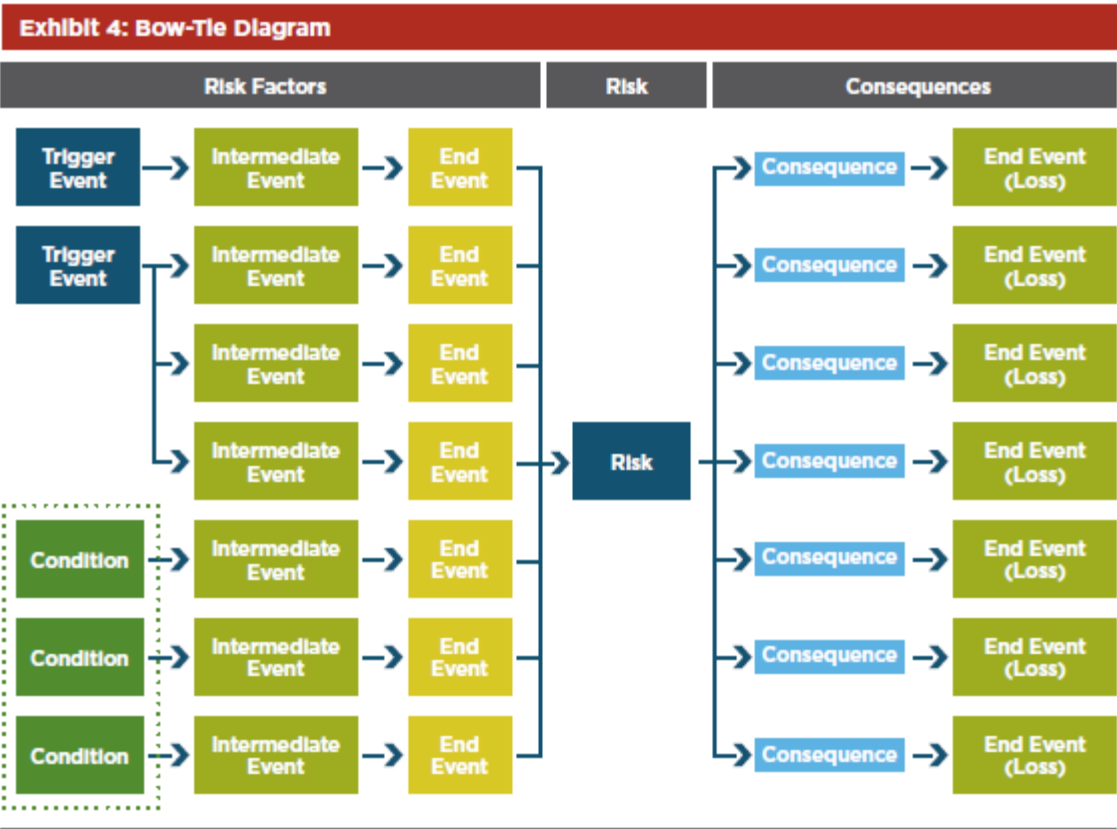 Exhibit 4: Bow-Tie Diagram
Risk Factors
Risk
Consequences
Trigger
Event
Intermediate
Event
End
Event
Consequence
End Event
(Loss)
Trigger
Event
Intermediate
Event
End
Event
Consequence
End Event
(Loss)
Intermediate
Event
End
Event
Consequence
End Event
(Loss)
Intermediate
Event
End
Event
Risk
Consequence
End Event
(Loss)
Condition
Intermediate
Event
End
Event
Consequence
End Event
(Loss)
Condition
Intermediate
Event
End
Event
Consequence
End Event
(Loss)
Condition
Intermediate
Event
End
Event
Consequence
End Event
(Loss)